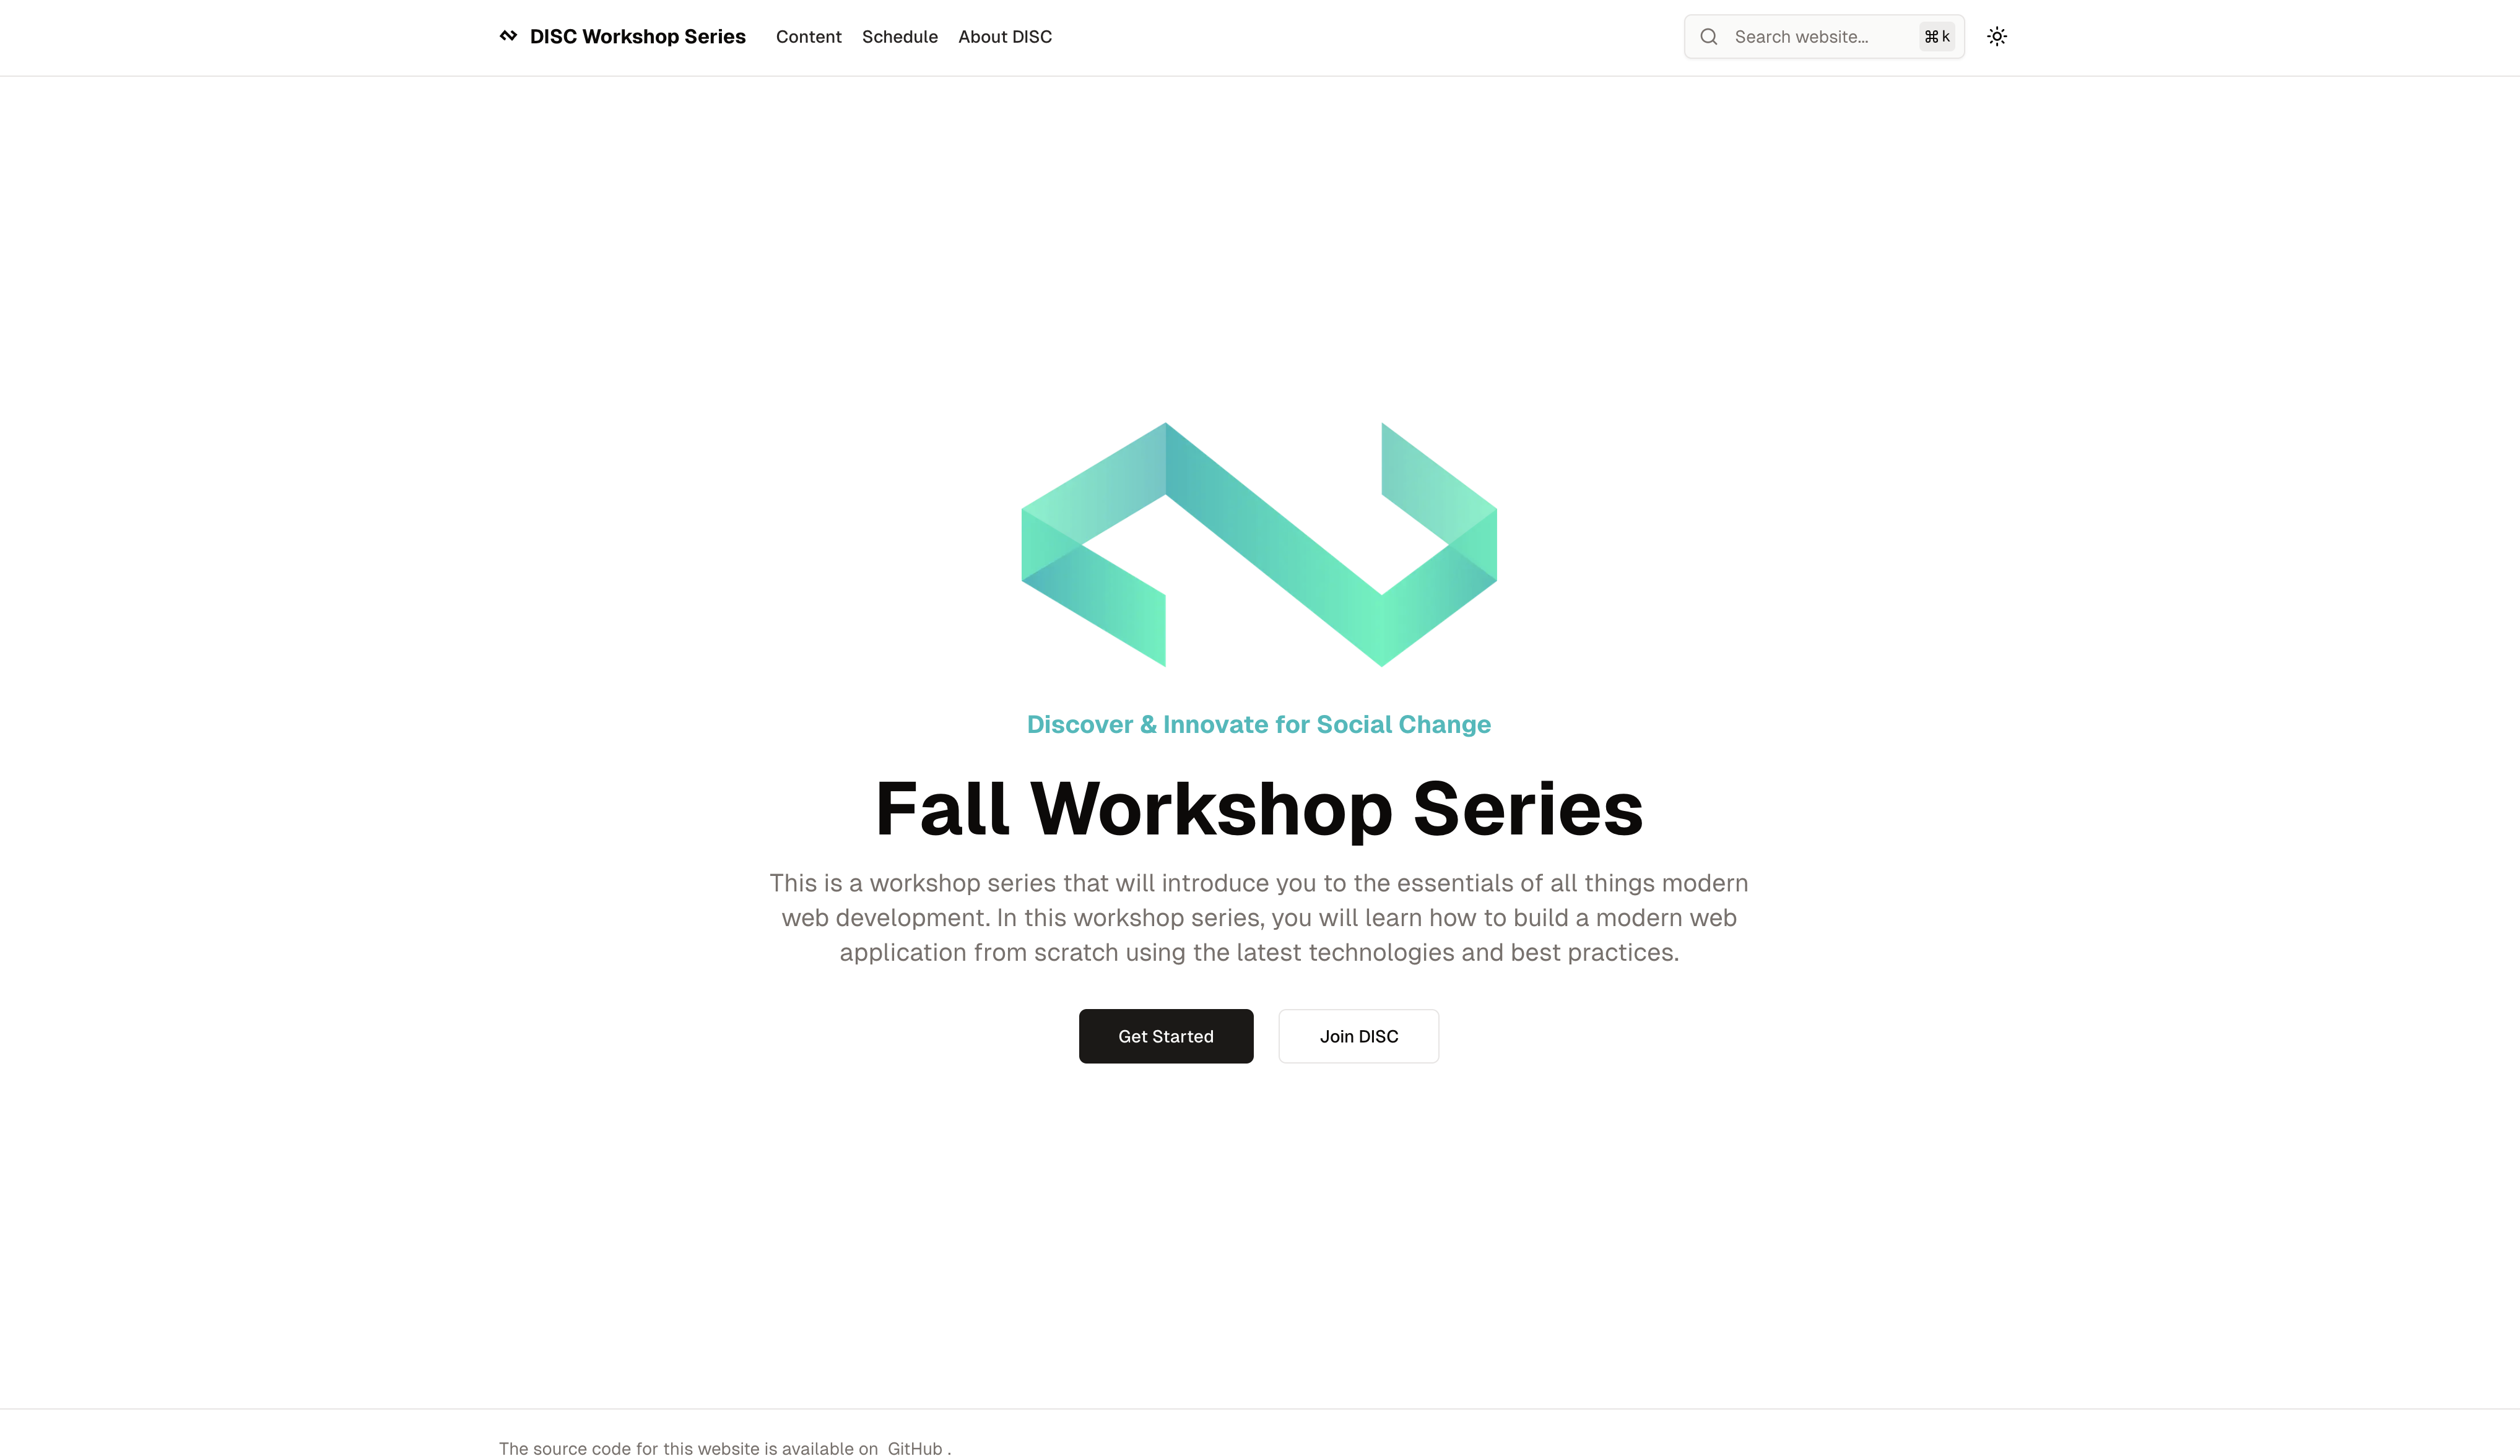 DISC Workshop Series
Content
Schedule
About DISC
Search website...
⌘ k
Discover & Innovate for Social Change
Fall Workshop Series
This is a workshop series that will introduce you to the essentials of all things modern
web development. In this workshop series, you will learn how to build a modern web
application from scratch using the latest technologies and best practices.
Get Started
Join DISC
The source code for this website is available on GitHub .